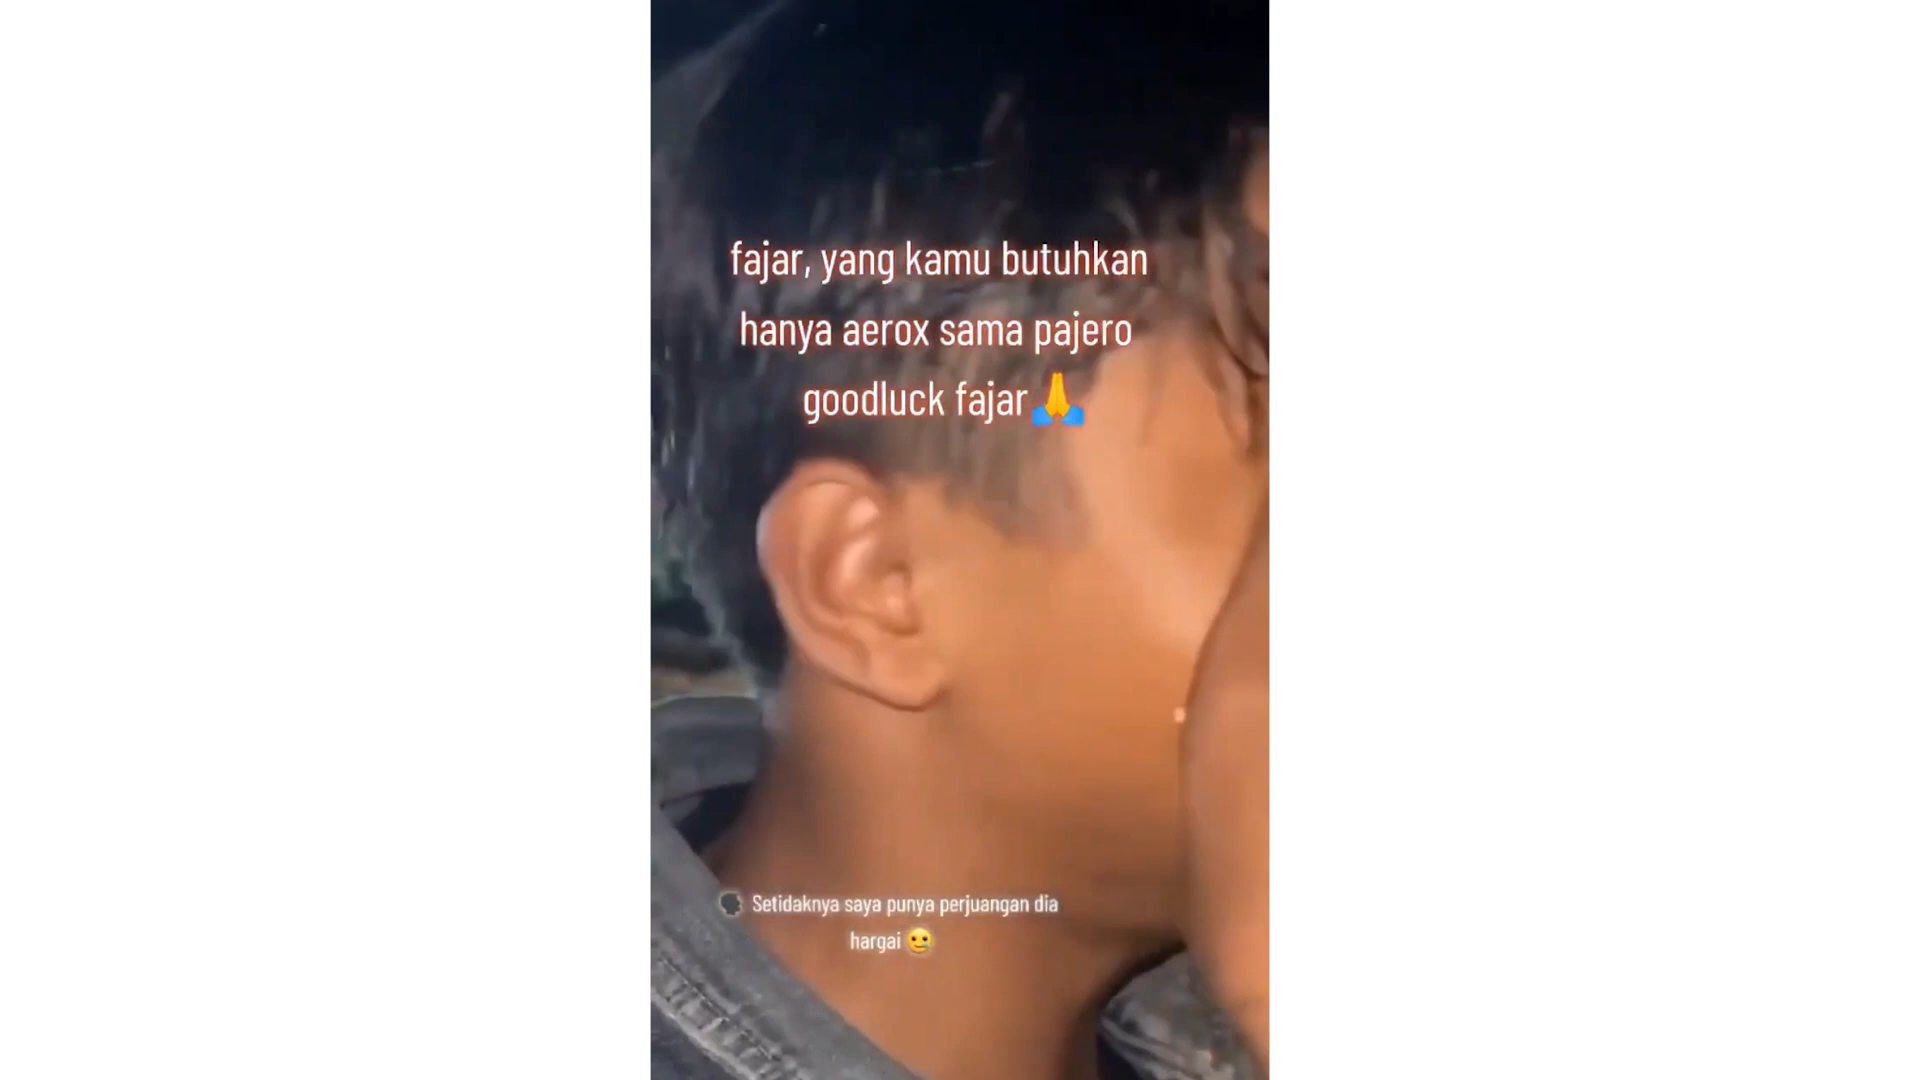 fajar, yang kamu butuhkan
hanya aerox sama pajero
goodluck fajar🙏
🗣 Setidaknya saya punya perjuangan dia
hargai 🥲